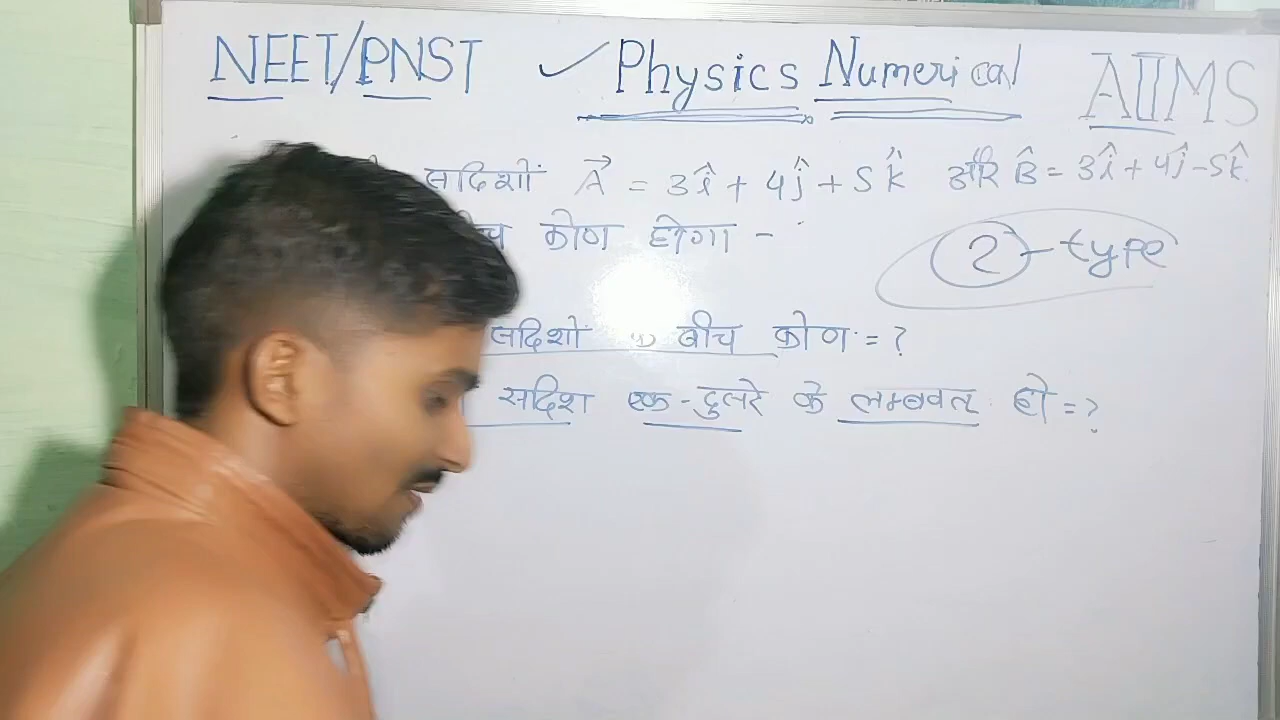 NEET/PNST ✓ Physics Numerical AIIMS
सदिशों A⃗ = 3î + 4ĵ + 5k̂ और B̂ = 3î + 4ĵ - 5k̂.
कोण होगा -
2 - type
सदिशों बीच कोण = ?
सदिश एक - दुसरे के लम्बवत् हो = ?